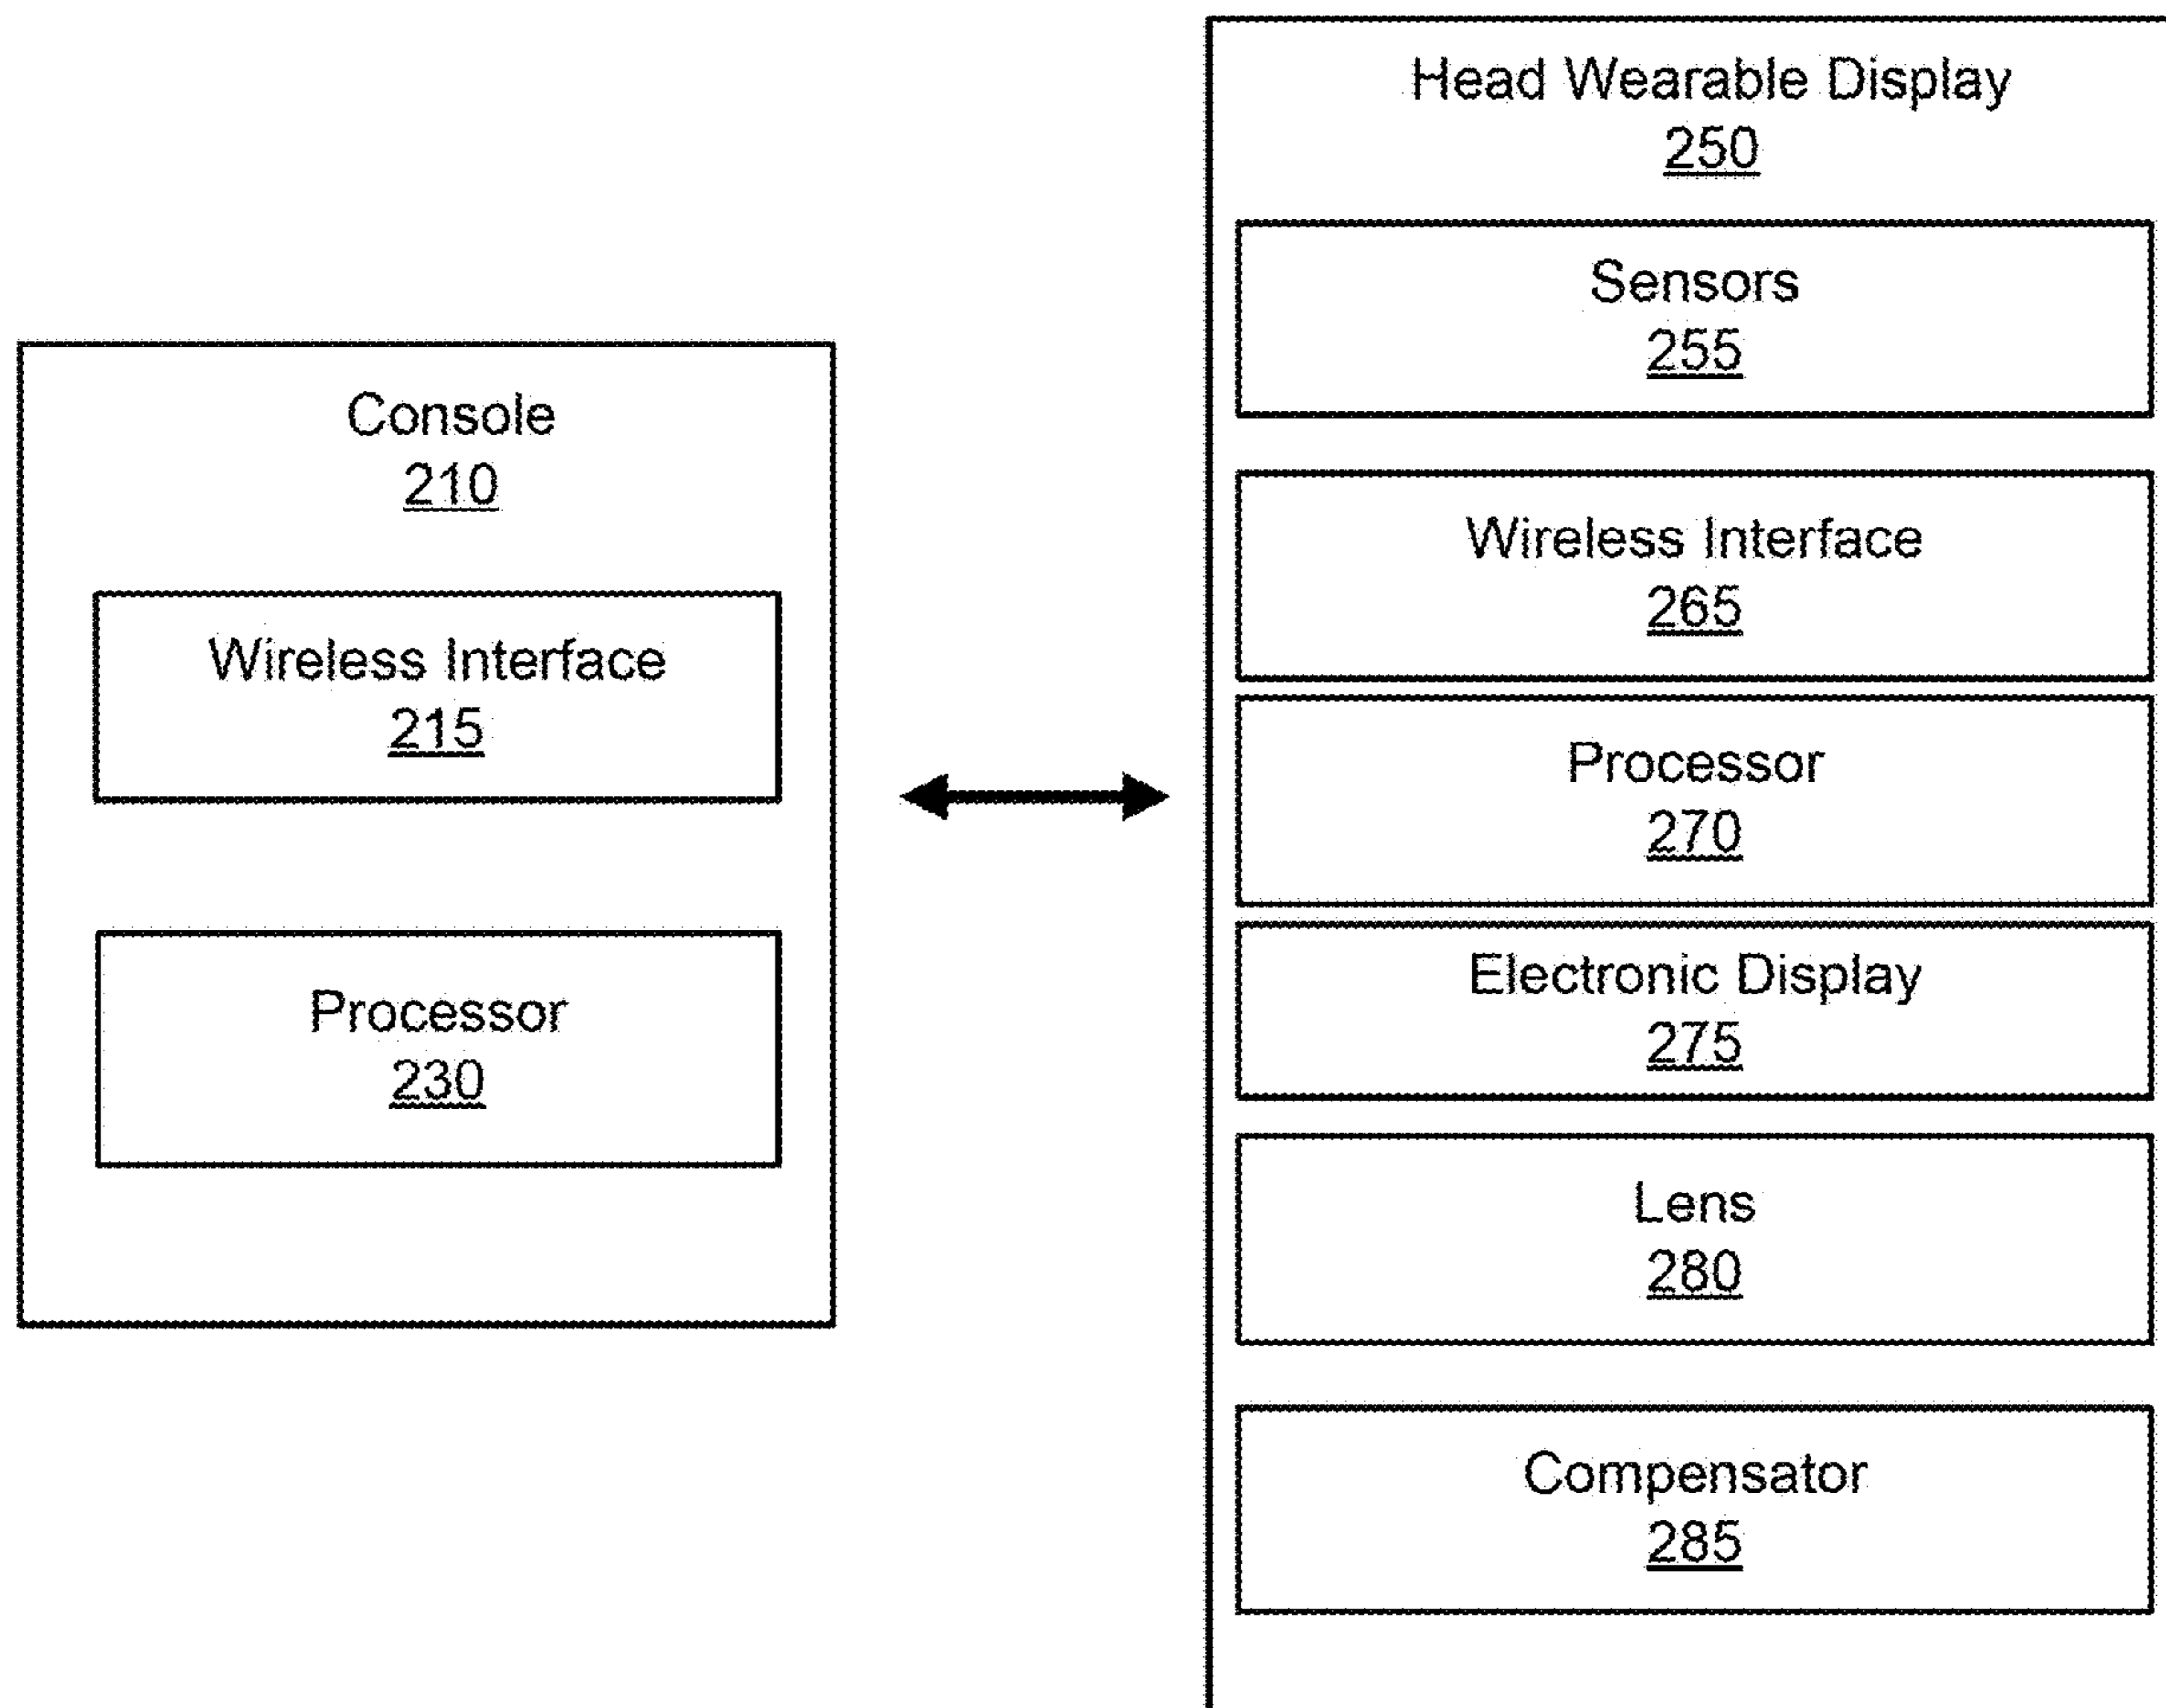 Console
210
Wireless Interface
215
Processor
230
Head Wearable Display
250
Sensors
255
Wireless Interface
265
Processor
270
Electronic Display
275
Lens
280
Compensator
285